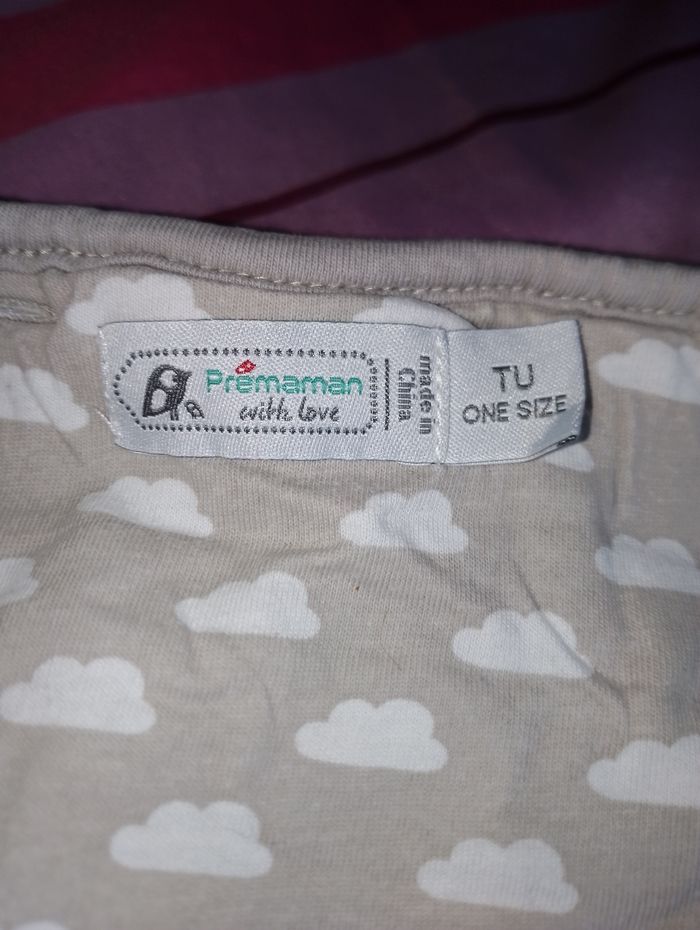 Prémaman
with love
made in
China
TU
ONE SIZE